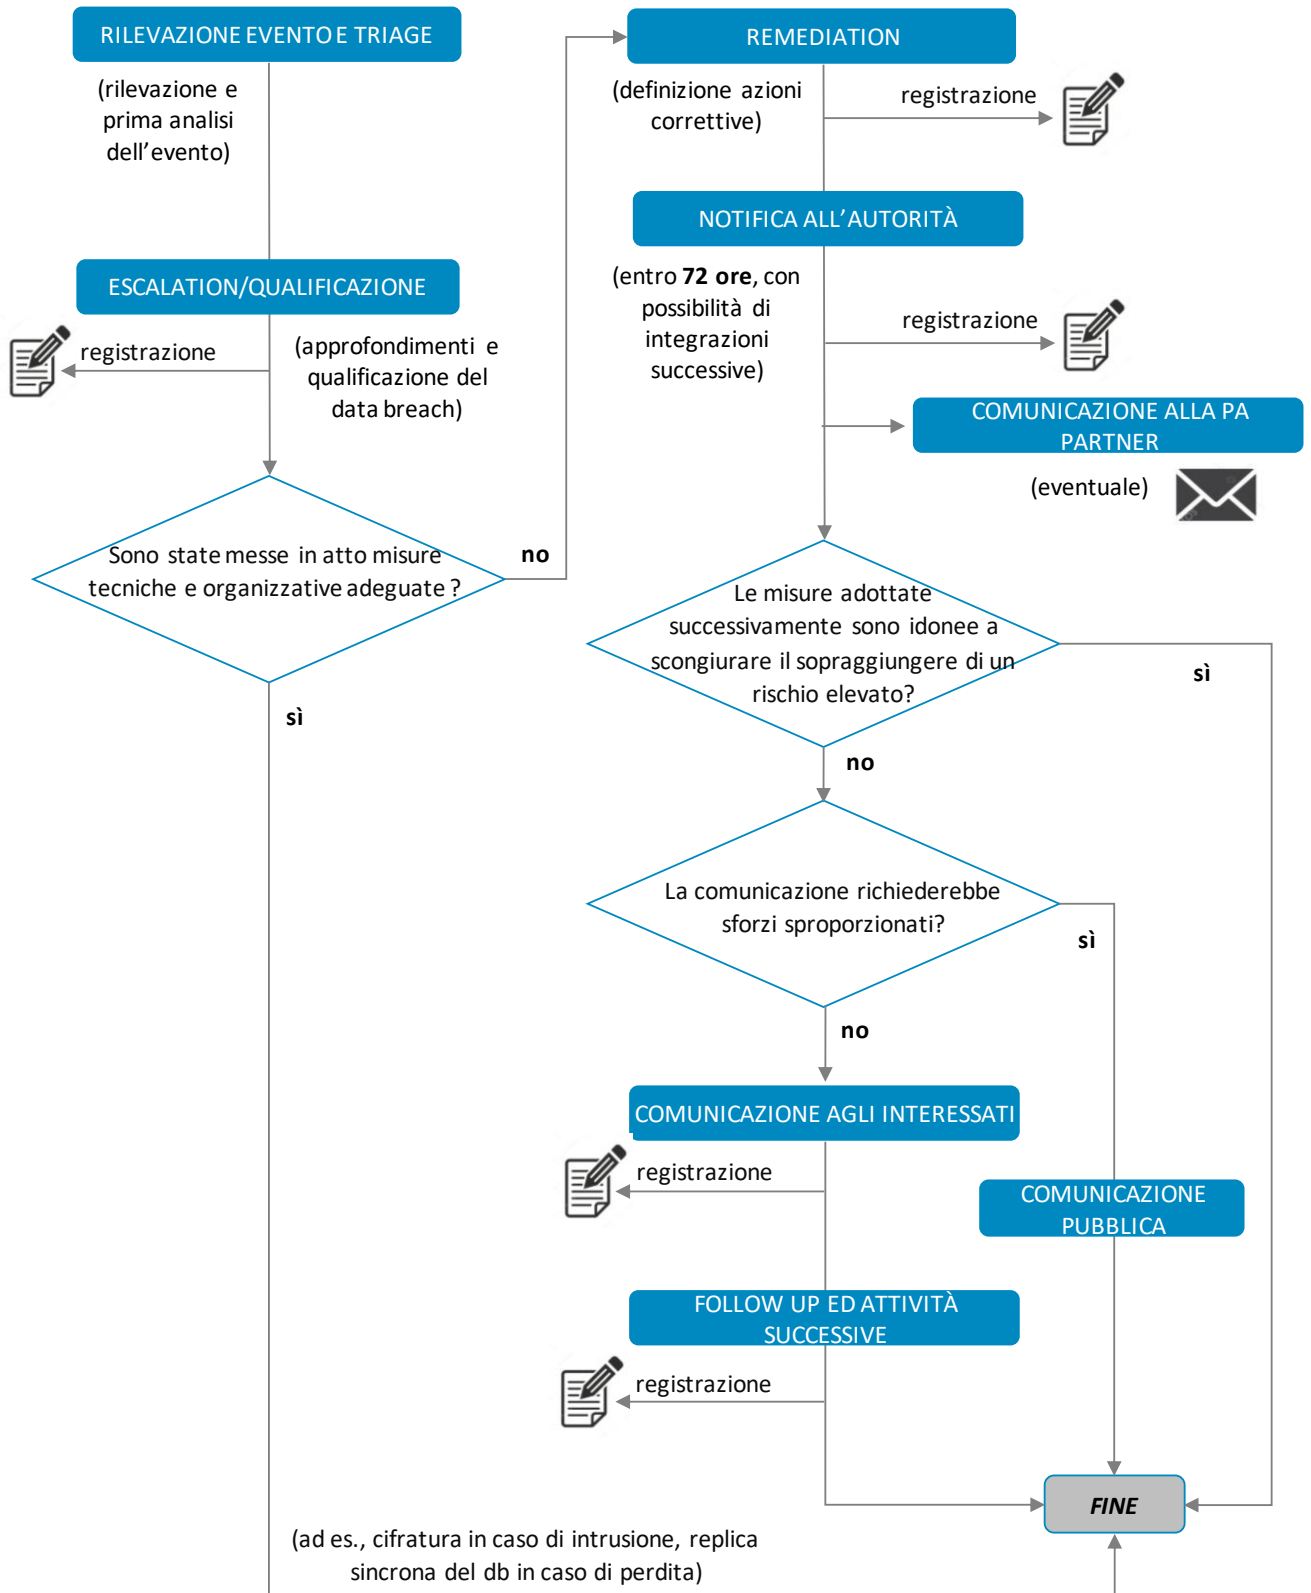 RILEVAZIONE EVENTO E TRIAGE
(rilevazione e
prima analisi
dell'evento)
ESCALATION/QUALIFICAZIONE
registrazione
(approfondimenti e
qualificazione del
data breach)
Sono state messe in atto misure
tecniche e organizzative adeguate ?
no
sì
REMEDIATION
(definizione azioni
correttive)
registrazione
NOTIFICA ALL'AUTORITÀ
(entro 72 ore, con
possibilità di
integrazioni
successive)
registrazione
COMUNICAZIONE ALLA PA
PARTNER
(eventuale)
Le misure adottate
successivamente sono idonee a
scongiurare il sopraggiungere di un
rischio elevato?
sì
no
La comunicazione richiederebbe
sforzi sproporzionati?
sì
no
COMUNICAZIONE AGLI INTERESSATI
registrazione
COMUNICAZIONE
PUBBLICA
FOLLOW UP ED ATTIVITÀ
SUCCESSIVE
registrazione
FINE
(ad es., cifratura in caso di intrusione, replica
sincrona del db in caso di perdita)